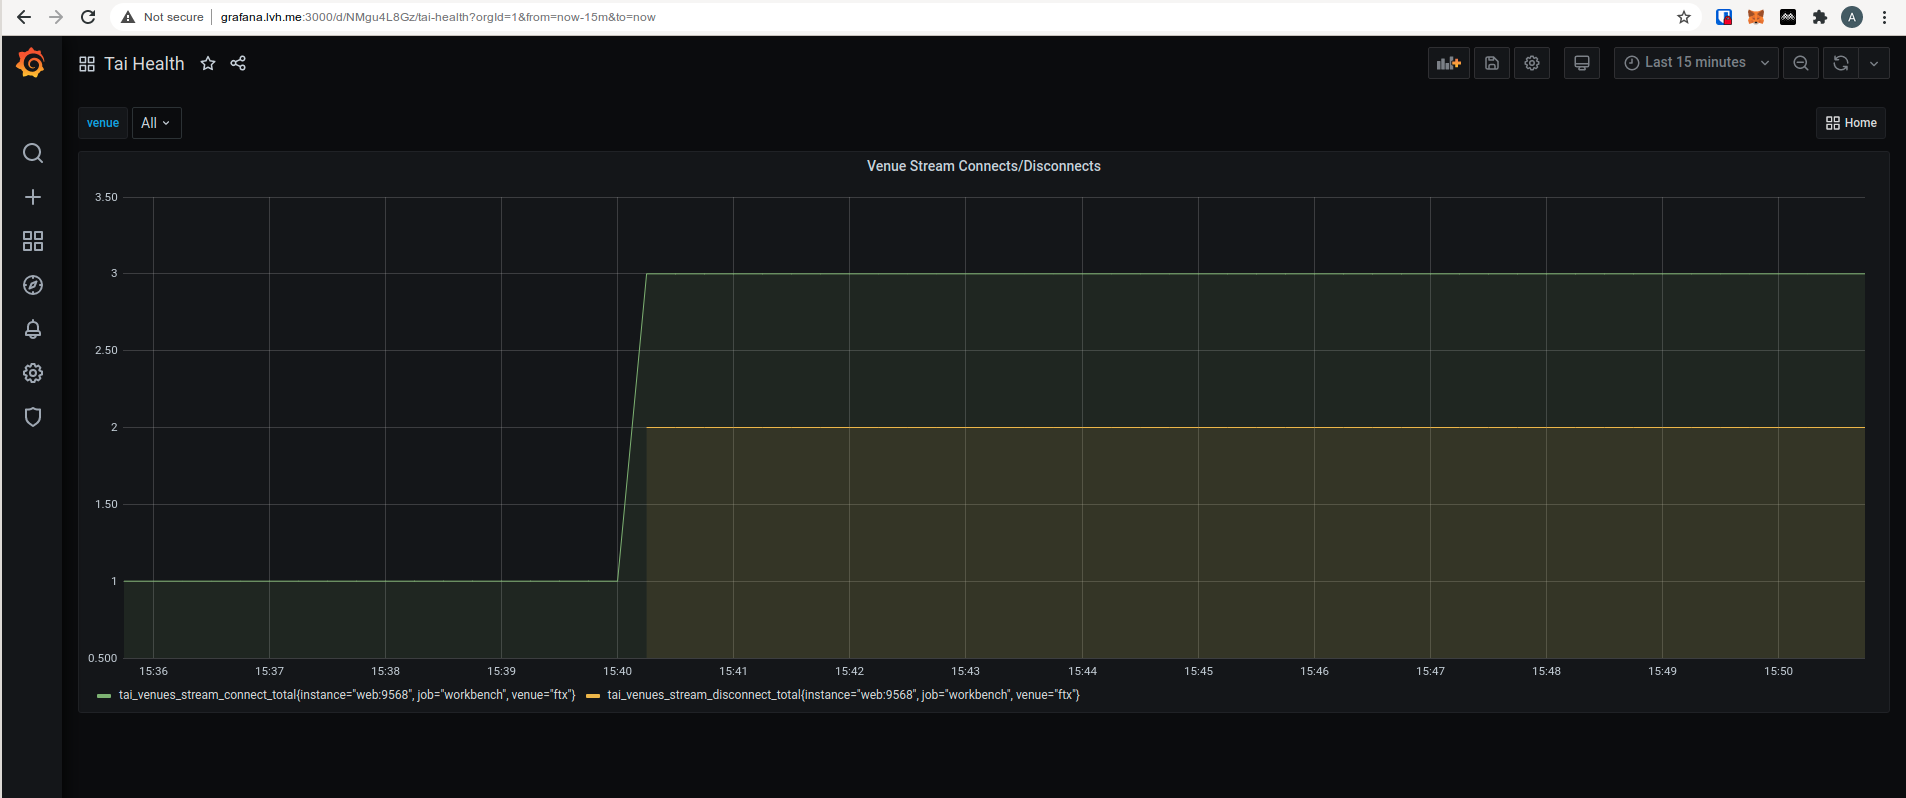 Not secure grafana.lvh.me:3000/d/NMgu4L8Gz/tai-health?orgId=1&from=now-15m&to=now A
Tai Health Last 15 minutes
venue All Home
Venue Stream Connects/Disconnects
3.50
3
2.50
2
1.50
1
0.500
15:36 15:37 15:38 15:39 15:40 15:41 15:42 15:43 15:44 15:45 15:46 15:47 15:48 15:49 15:50
tai_venues_stream_connect_total{instance="web:9568", job="workbench", venue="ftx"} tai_venues_stream_disconnect_total{instance="web:9568", job="workbench", venue="ftx"}